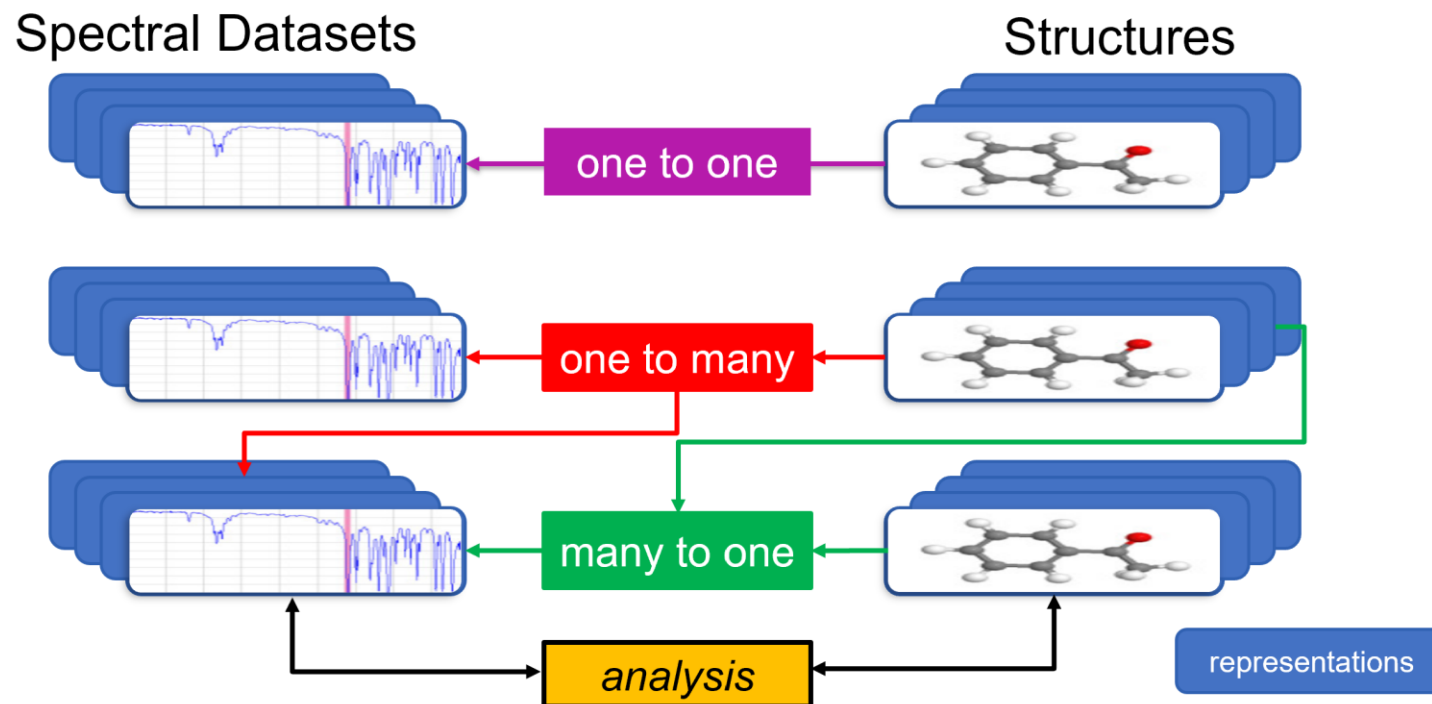 Spectral Datasets
Structures
one to one
one to many
many to one
analysis
representations